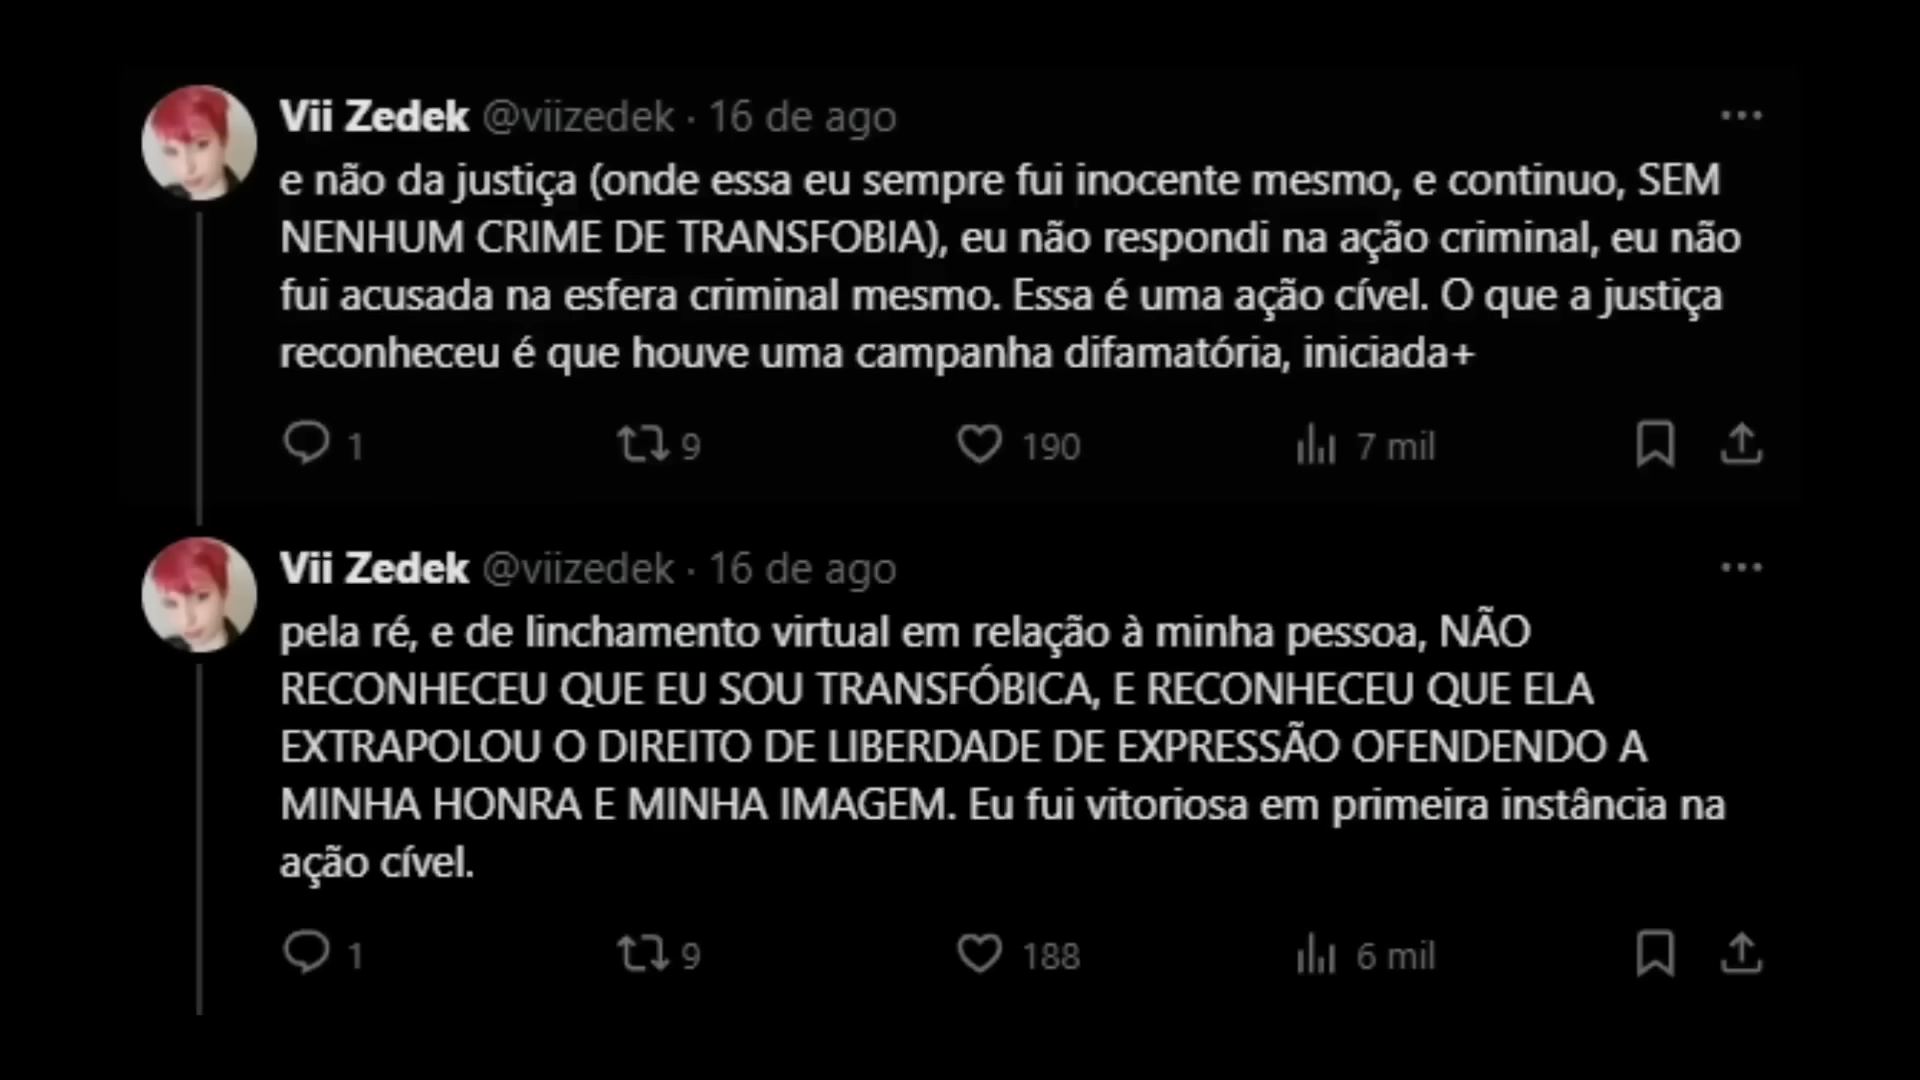 Vii Zedek @viizedek · 16 de ago
e não da justiça (onde essa eu sempre fui inocente mesmo, e continuo, SEM
NENHUM CRIME DE TRANSFOBIA), eu não respondi na ação criminal, eu não
fui acusada na esfera criminal mesmo. Essa é uma ação cível. O que a justiça
reconheceu é que houve uma campanha difamatória, iniciada+
1 9 190 7 mil
Vii Zedek @viizedek · 16 de ago
pela ré, e de linchamento virtual em relação à minha pessoa, NÃO
RECONHECEU QUE EU SOU TRANSFÓBICA, E RECONHECEU QUE ELA
EXTRAPOLOU O DIREITO DE LIBERDADE DE EXPRESSÃO OFENDENDO A
MINHA HONRA E MINHA IMAGEM. Eu fui vitoriosa em primeira instância na
ação cível.
1 9 188 6 mil